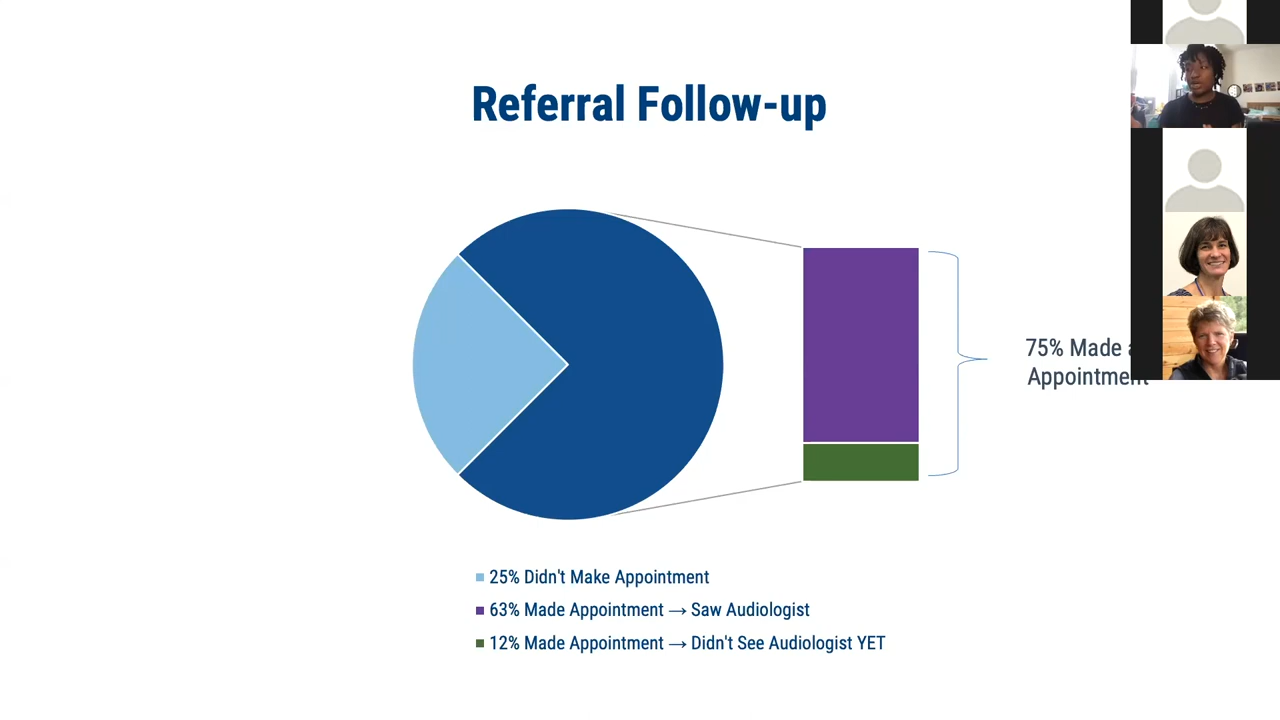 Referral Follow-up
75% Made
Appointment
25% Didn't Make Appointment
63% Made Appointment → Saw Audiologist
12% Made Appointment → Didn't See Audiologist YET